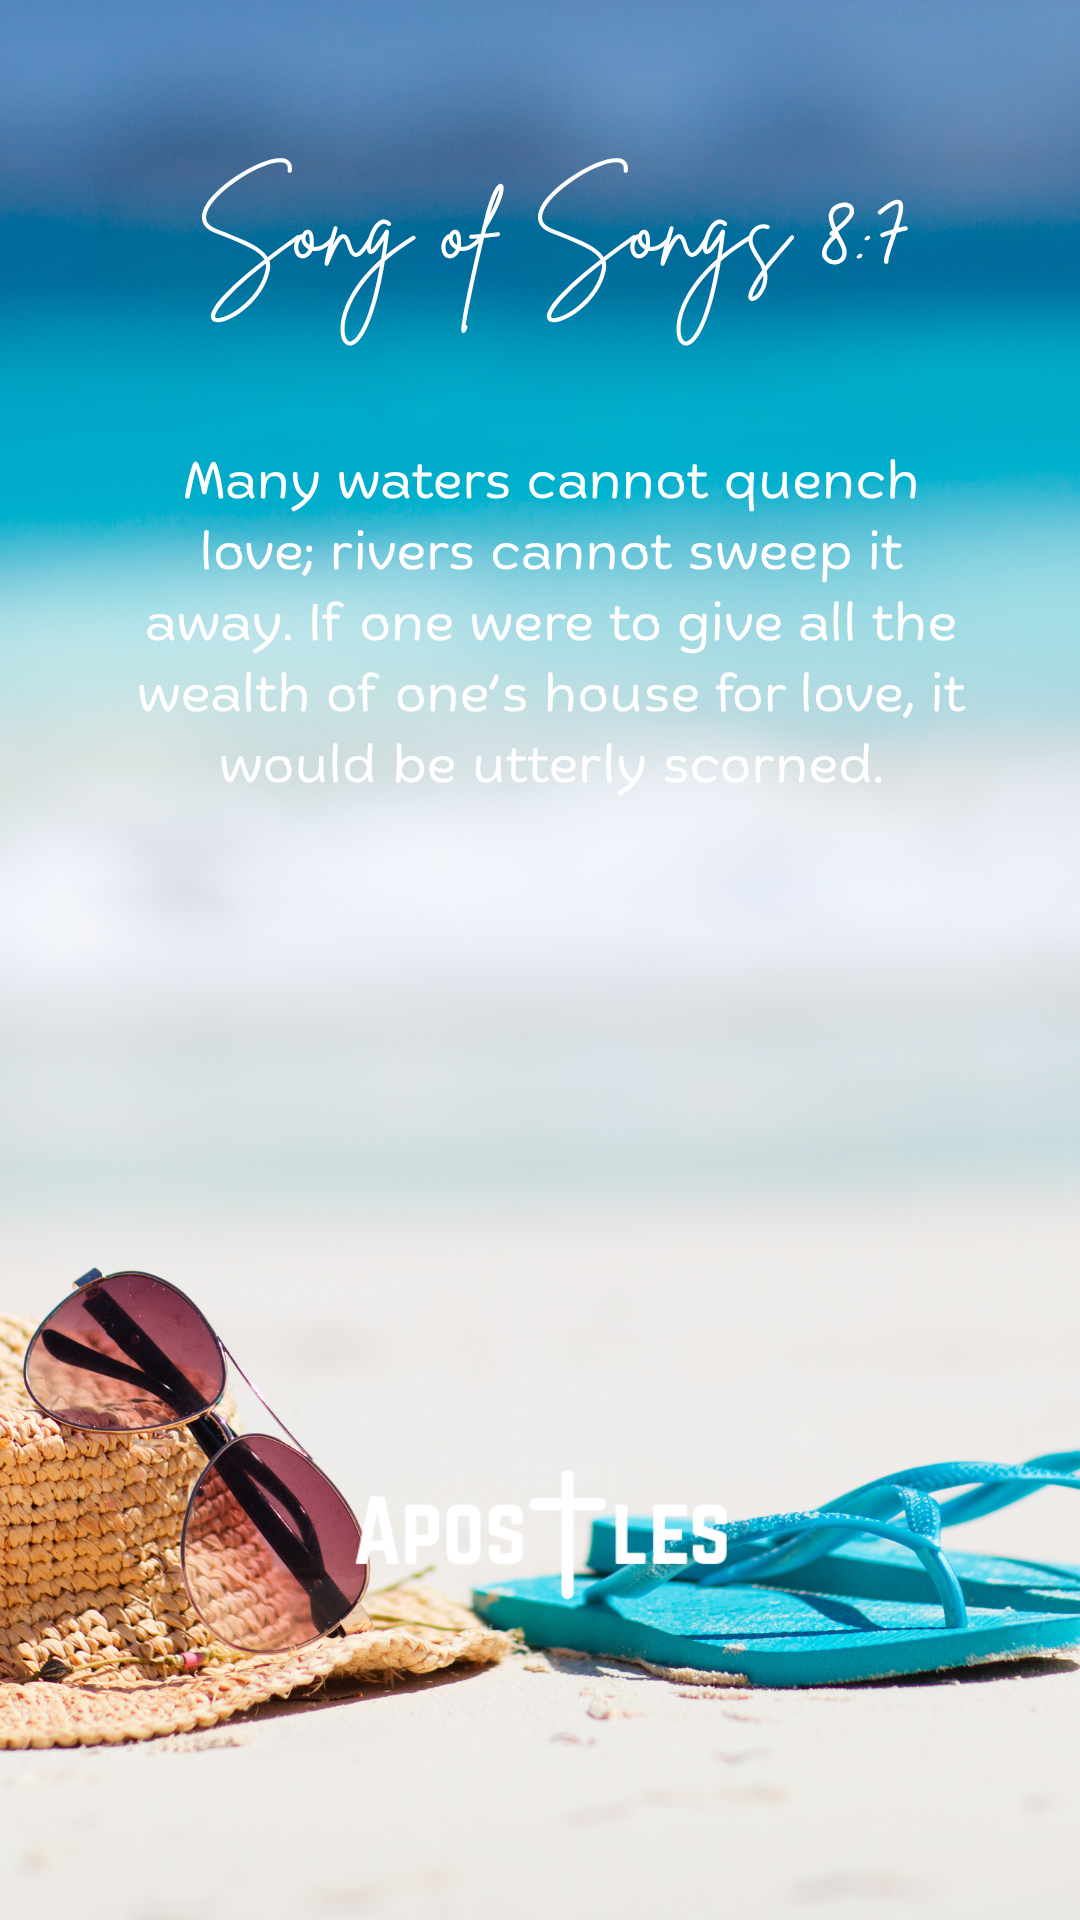 Song of Songs 8:7
Many waters cannot quench
love; rivers cannot sweep it
away. If one were to give all the
wealth of one's house for love, it
would be utterly scorned.
APOSTLES